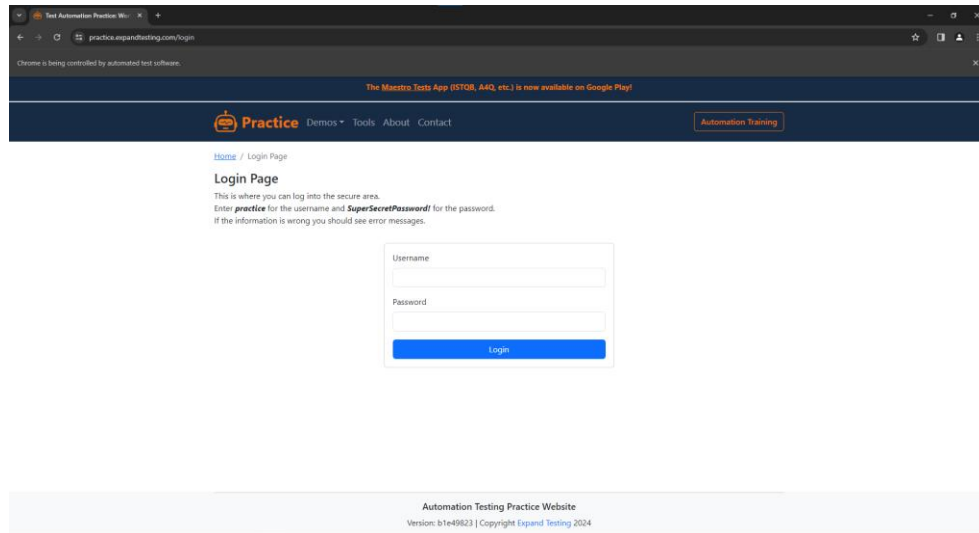 Test Automation Practice: We
practice.expandtesting.com/login
Chrome is being controlled by automated test software.
The Maestro Tests App (ISTQB, A4Q, etc.) is now available on Google Play!
Practice Demos Tools About Contact Automation Training
Home / Login Page
Login Page
This is where you can log into the secure area.
Enter practice for the username and SuperSecretPassword! for the password.
If the information is wrong you should see error messages.
Username
Password
Login
Automation Testing Practice Website
Version: b1e49823 | Copyright Expand Testing 2024